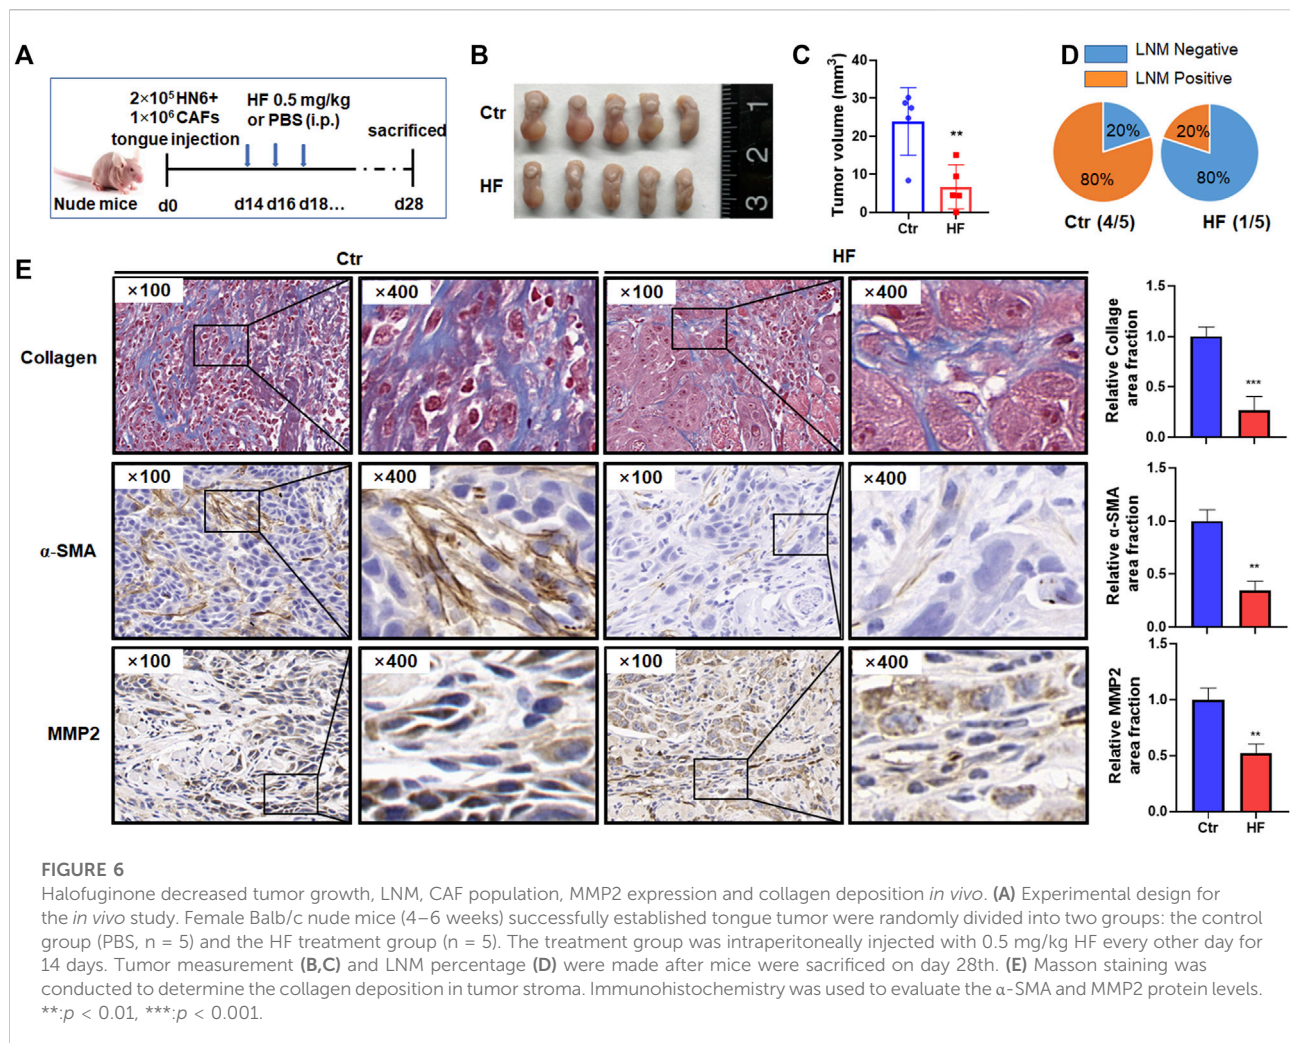 A
2×10⁵HN6+
1×10⁶CAFs
tongue injection
HF 0.5 mg/kg
or PBS (i.p.)
sacrificed
Nude mice
d0
d14 d16 d18...
d28
B
Ctr
HF
1
2
3
C
Tumor volume (mm³)
40
30
20
10
0
**
Ctr
HF
D
LNM Negative
LNM Positive
20%
80%
20%
80%
Ctr (4/5)
HF (1/5)
E
Ctr
HF
Collagen
×100
×400
×100
×400
Relative Collage
area fraction
1.5
1.0
0.5
0.0
***
α-SMA
×100
×400
×100
×400
Relative α-SMA
area fraction
1.5
1.0
0.5
0.0
**
MMP2
×100
×400
×100
×400
Relative MMP2
area fraction
1.5
1.0
0.5
0.0
**
Ctr
HF
FIGURE 6
Halofuginone decreased tumor growth, LNM, CAF population, MMP2 expression and collagen deposition in vivo. (A) Experimental design for
the in vivo study. Female Balb/c nude mice (4–6 weeks) successfully established tongue tumor were randomly divided into two groups: the control
group (PBS, n = 5) and the HF treatment group (n = 5). The treatment group was intraperitoneally injected with 0.5 mg/kg HF every other day for
14 days. Tumor measurement (B,C) and LNM percentage (D) were made after mice were sacrificed on day 28th. (E) Masson staining was
conducted to determine the collagen deposition in tumor stroma. Immunohistochemistry was used to evaluate the α-SMA and MMP2 protein levels.
**:p < 0.01, ***:p < 0.001.